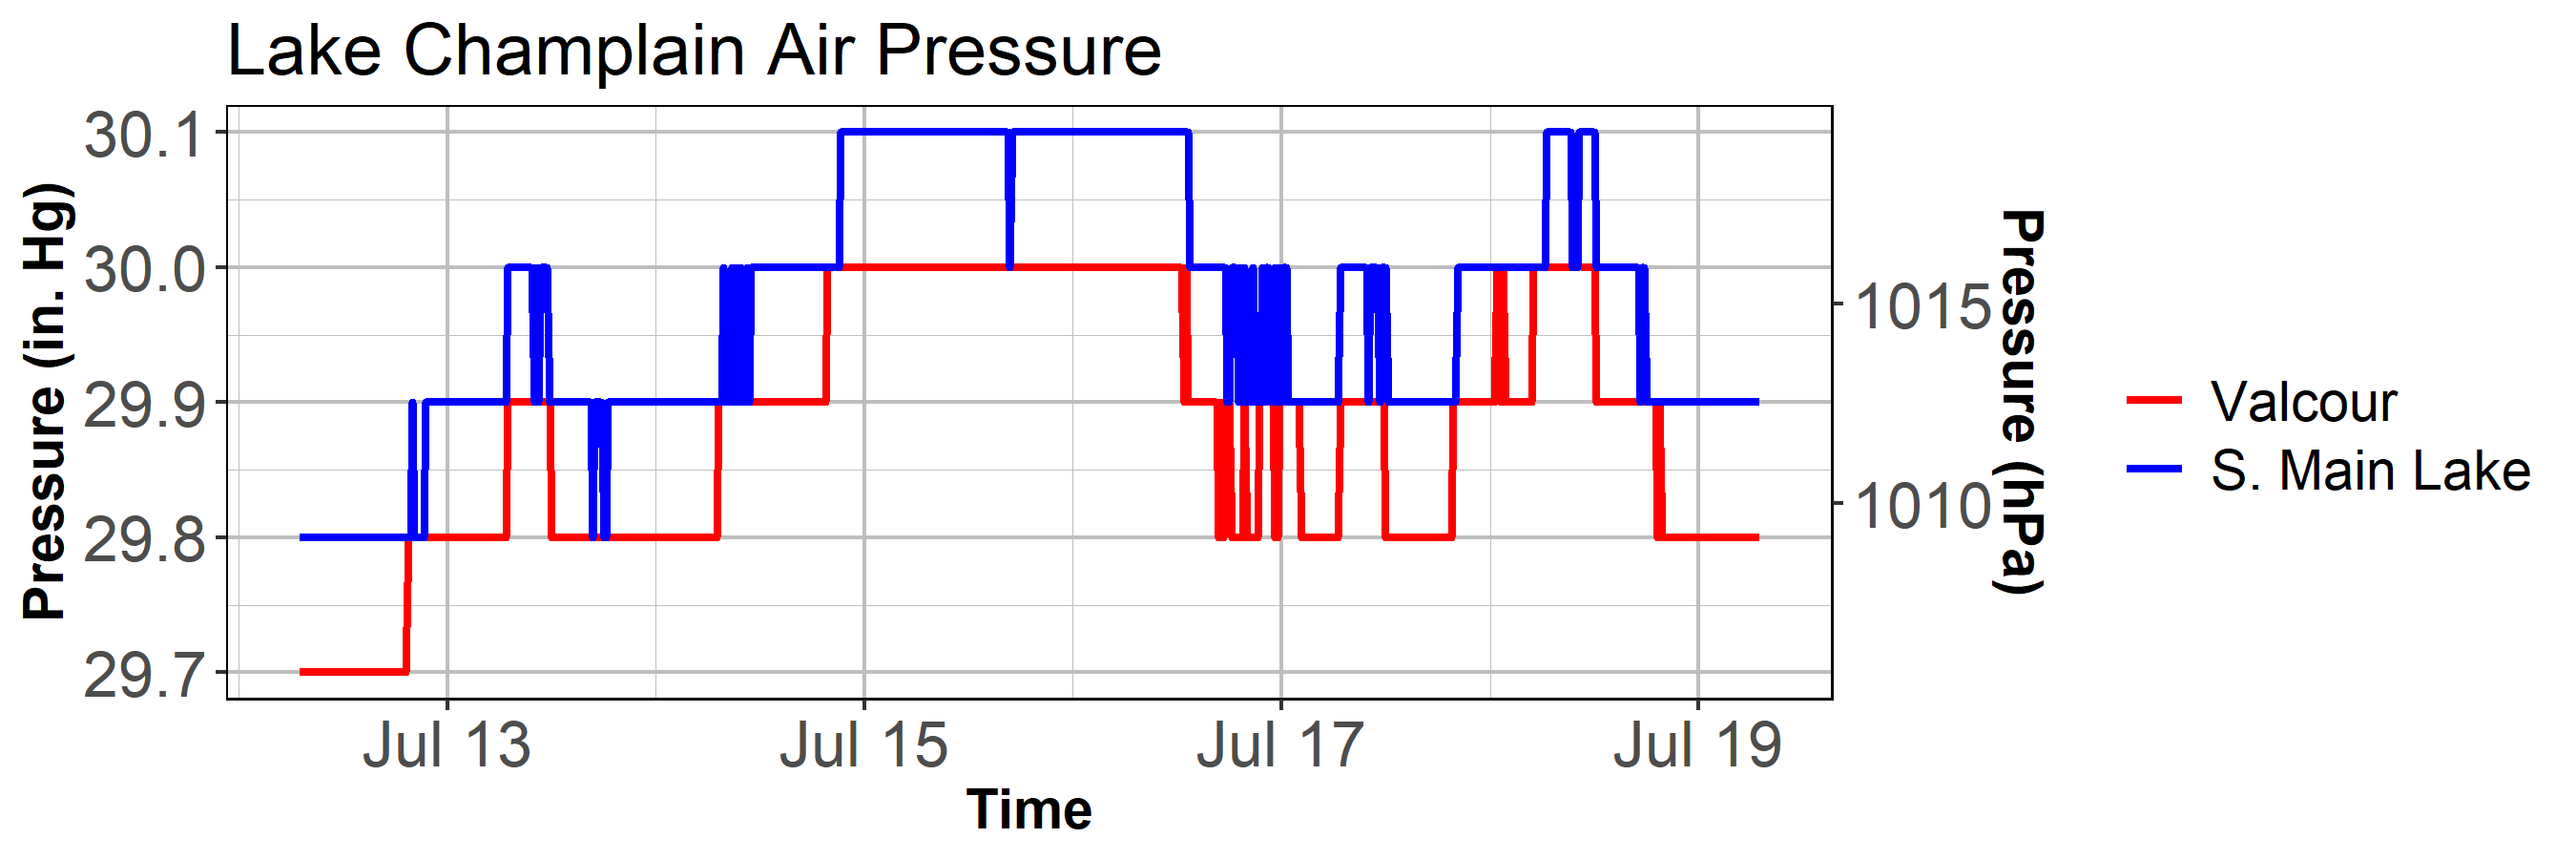 Lake Champlain Air Pressure
Pressure (in. Hg)
30.1
30.0
29.9
29.8
29.7
Jul 13
Jul 15
Jul 17
Jul 19
Time
1015
1010
Pressure (hPa)
Valcour
S. Main Lake